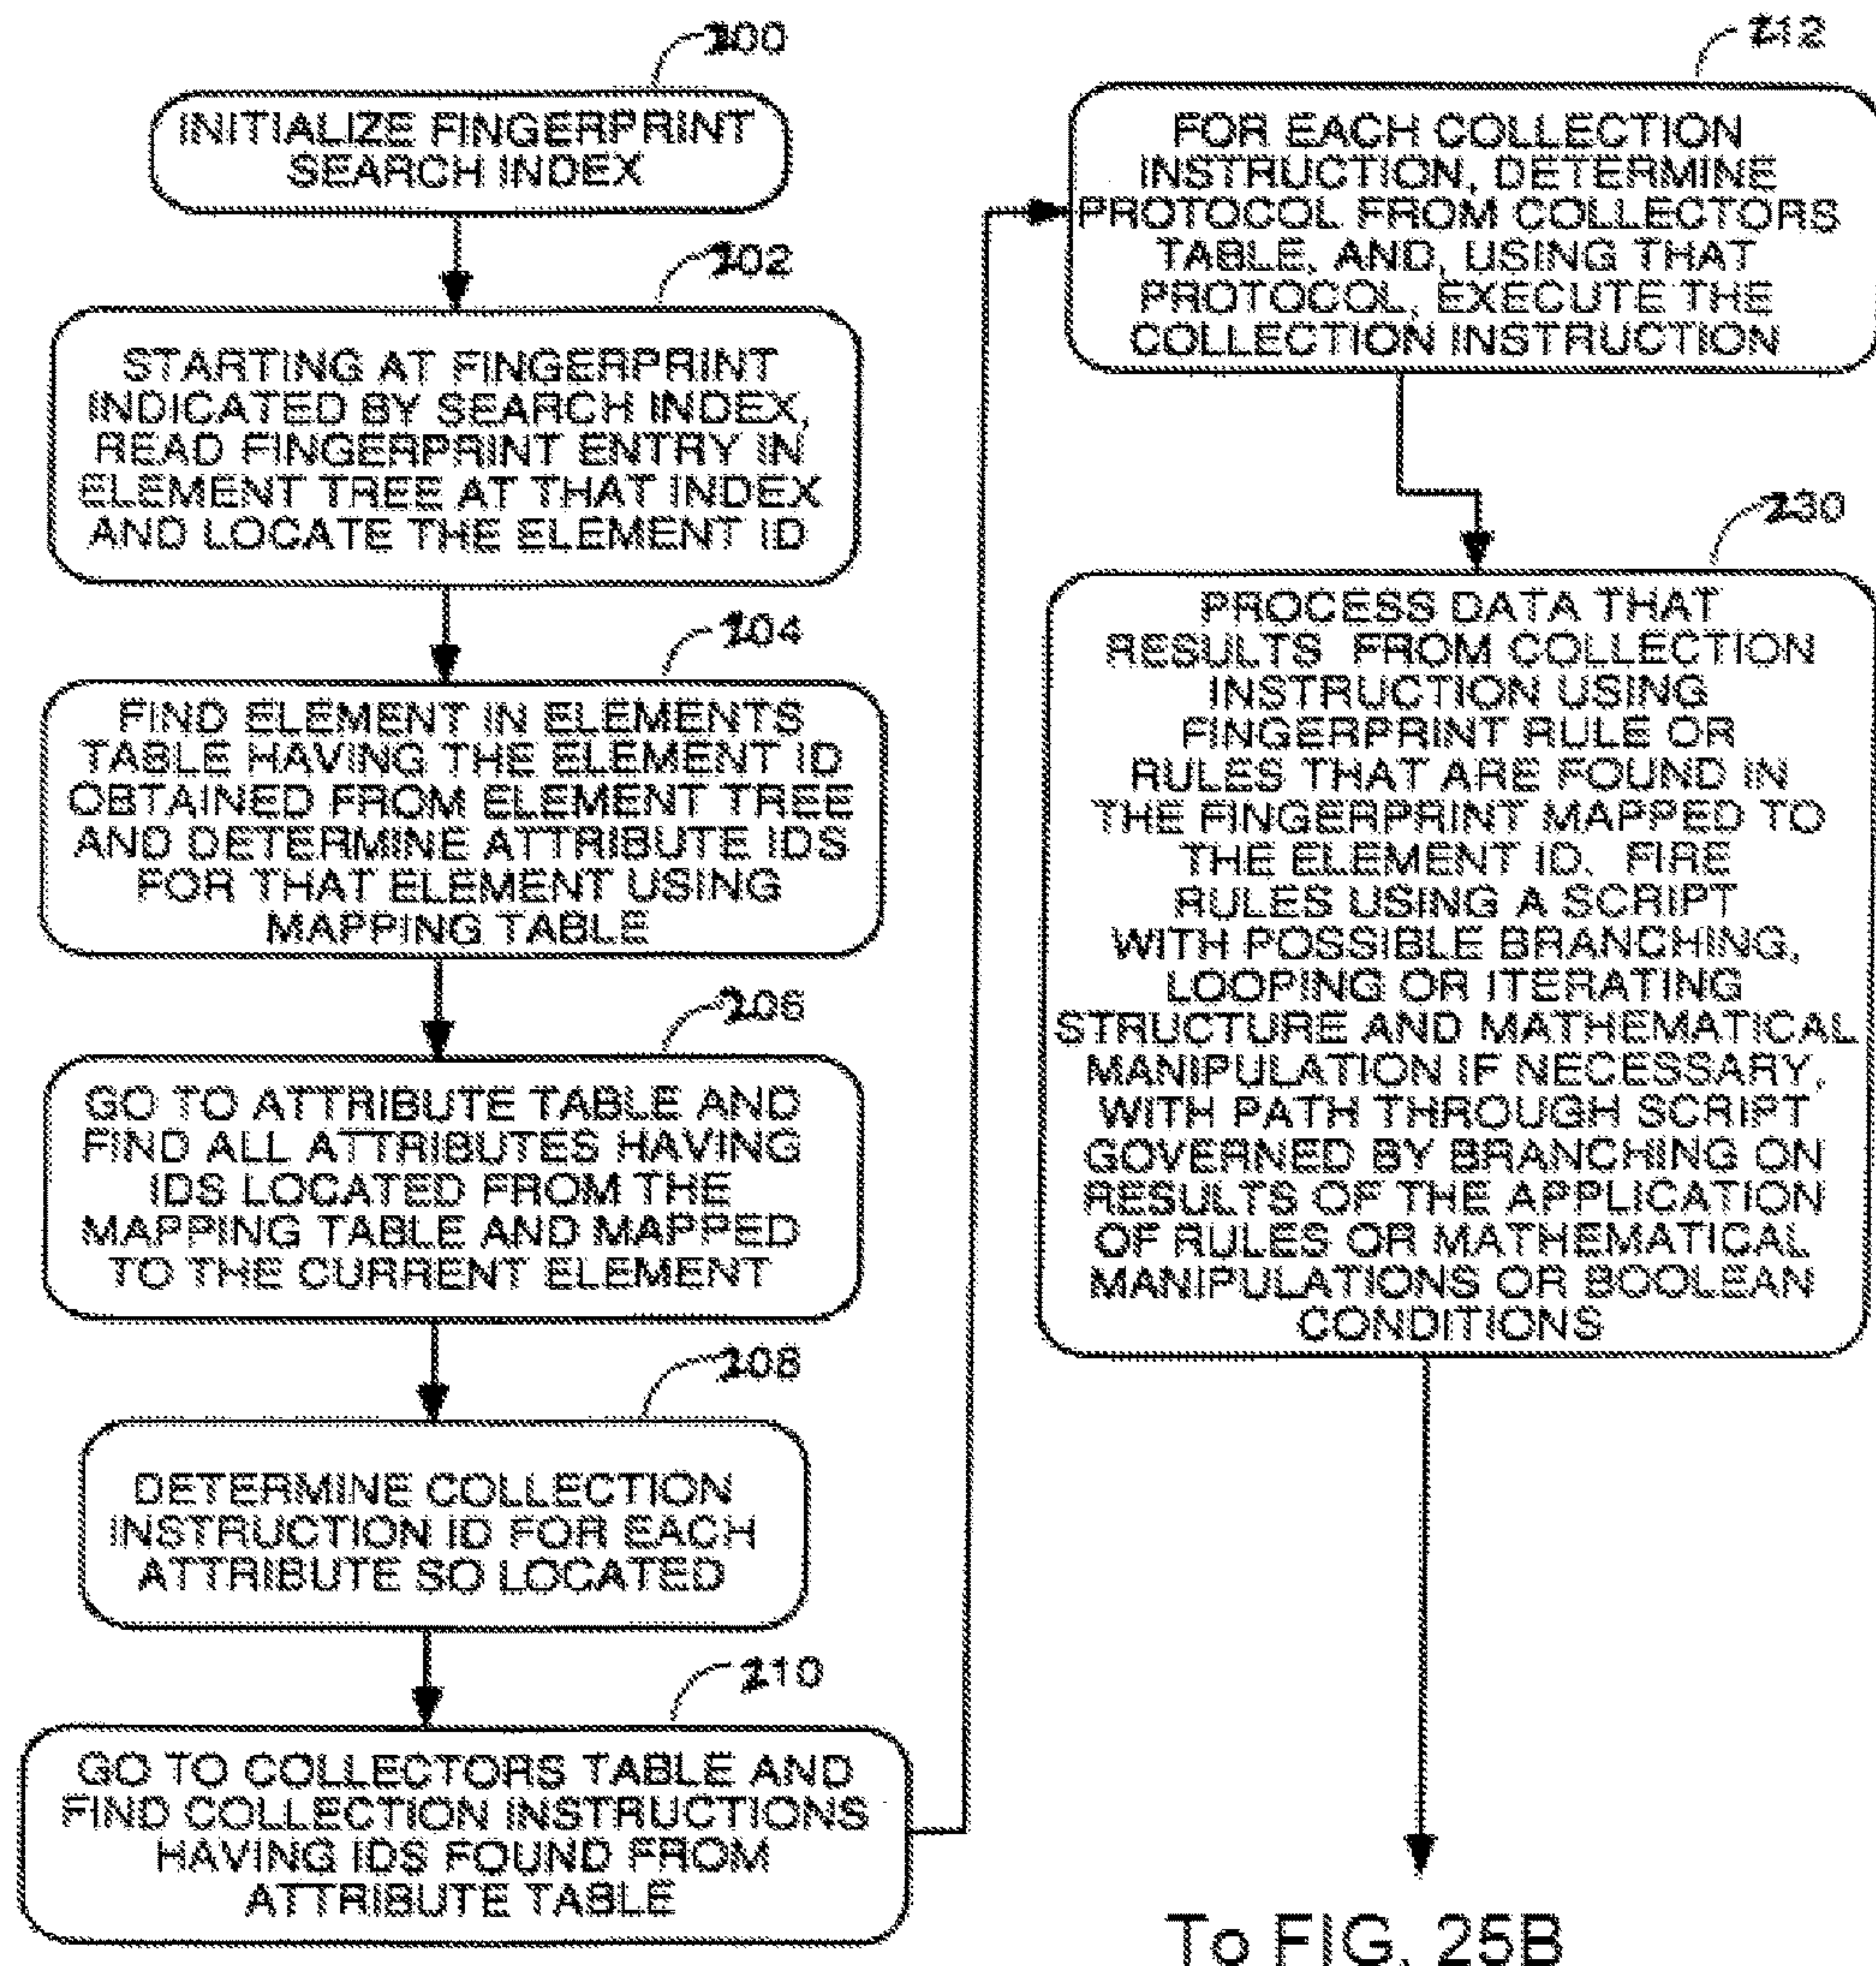 INITIALIZE FINGERPRINT
SEARCH INDEX
STARTING AT FINGERPRINT
INDICATED BY SEARCH INDEX,
READ FINGERPRINT ENTRY IN
ELEMENT TREE AT THAT INDEX
AND LOCATE THE ELEMENT ID
FIND ELEMENT IN ELEMENTS
TABLE HAVING THE ELEMENT ID
OBTAINED FROM ELEMENT TREE
AND DETERMINE ATTRIBUTE IDS
FOR THAT ELEMENT USING
MAPPING TABLE
GO TO ATTRIBUTE TABLE AND
FIND ALL ATTRIBUTES HAVING
IDS LOCATED FROM THE
MAPPING TABLE AND MAPPED
TO THE CURRENT ELEMENT
DETERMINE COLLECTION
INSTRUCTION ID FOR EACH
ATTRIBUTE SO LOCATED
GO TO COLLECTORS TABLE AND
FIND COLLECTION INSTRUCTIONS
HAVING IDS FOUND FROM
ATTRIBUTE TABLE
FOR EACH COLLECTION
INSTRUCTION, DETERMINE
PROTOCOL FROM COLLECTORS
TABLE, AND, USING THAT
PROTOCOL, EXECUTE THE
COLLECTION INSTRUCTION
PROCESS DATA THAT
RESULTS FROM COLLECTION
INSTRUCTION USING
FINGERPRINT RULE OR
RULES THAT ARE FOUND IN
THE FINGERPRINT MAPPED TO
THE ELEMENT ID. FIRE
RULES USING A SCRIPT
WITH POSSIBLE BRANCHING,
LOOPING OR ITERATING
STRUCTURE AND MATHEMATICAL
MANIPULATION IF NECESSARY,
WITH PATH THROUGH SCRIPT
GOVERNED BY BRANCHING ON
RESULTS OF THE APPLICATION
OF RULES OR MATHEMATICAL
MANIPULATIONS OR BOOLEAN
CONDITIONS
To FIG. 25B